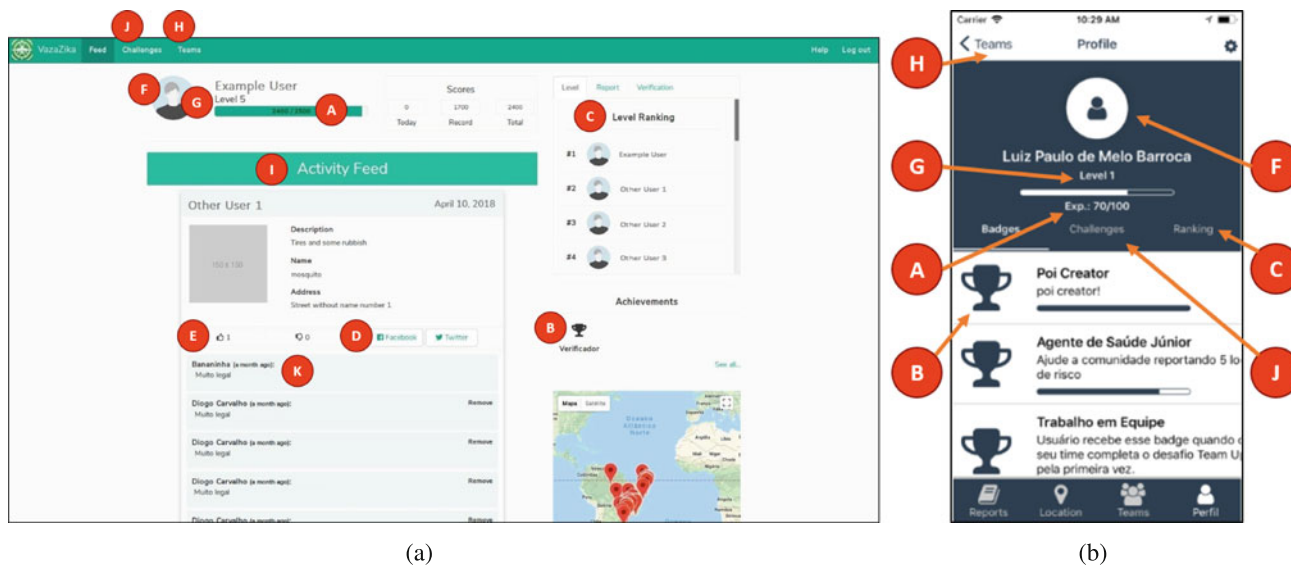 J
H
VazaZika Feed Challenges Teams Help Log out
F
G
Example User
Level 5
2400 / 2500
A
Scores
0 1700 2400
Today Record Total
Level Report Verification
C
Level Ranking
#1 Example User
#2 Other User 1
#3 Other User 2
#4 Other User 3
I
Activity Feed
Other User 1 April 10, 2018
150 x 150
Description
Tires and some rubbish
Name
mosquito
Address
Street without name number 1
E
1
0
D
Facebook
Twitter
Bananinha (a month ago):
Muito legal
K
Diogo Carvalho (a month ago): Remove
Muito legal
Diogo Carvalho (a month ago): Remove
Muito legal
Diogo Carvalho (a month ago): Remove
Muito legal
Diogo Carvalho (a month ago): Remove
Achievements
B
Verificador
See all...
Mapa Satélite
Oceano
Atlântico
Norte
(a)
Carrier 10:29 AM
Teams Profile
H
F
Luiz Paulo de Melo Barroca
G
Level 1
Exp.: 70/100
Badges Challenges Ranking
A
C
Poi Creator
poi creator!
B
J
Agente de Saúde Júnior
Ajude a comunidade reportando 5 lo
de risco
Trabalho em Equipe
Usuário recebe esse badge quando
seu time completa o desafio Team U
pela primeira vez.
Reports Location Teams Perfil
(b)